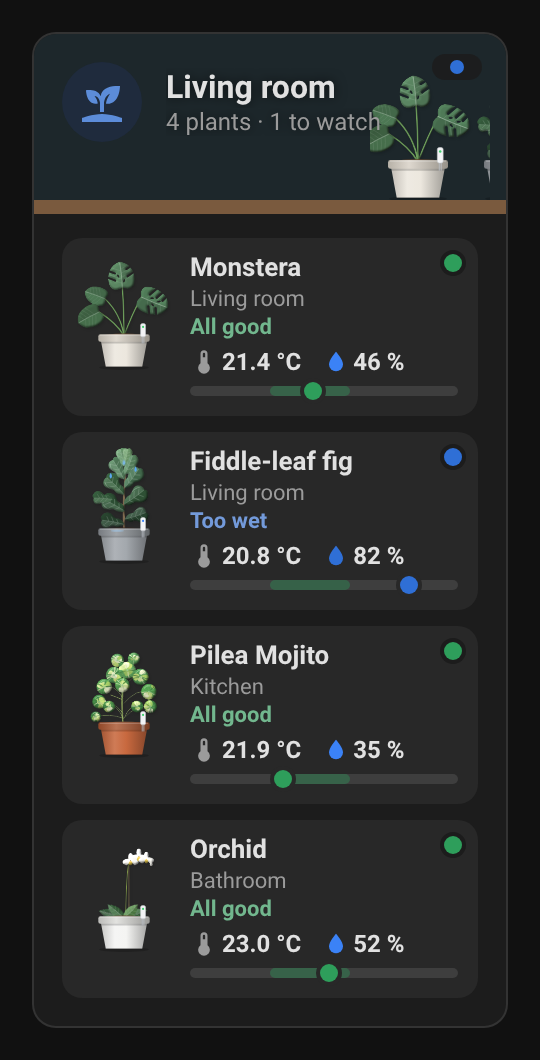 Living room
4 plants · 1 to watch
Monstera
Living room
All good
21.4 °C 46 %
Fiddle-leaf fig
Living room
Too wet
20.8 °C 82 %
Pilea Mojito
Kitchen
All good
21.9 °C 35 %
Orchid
Bathroom
All good
23.0 °C 52 %